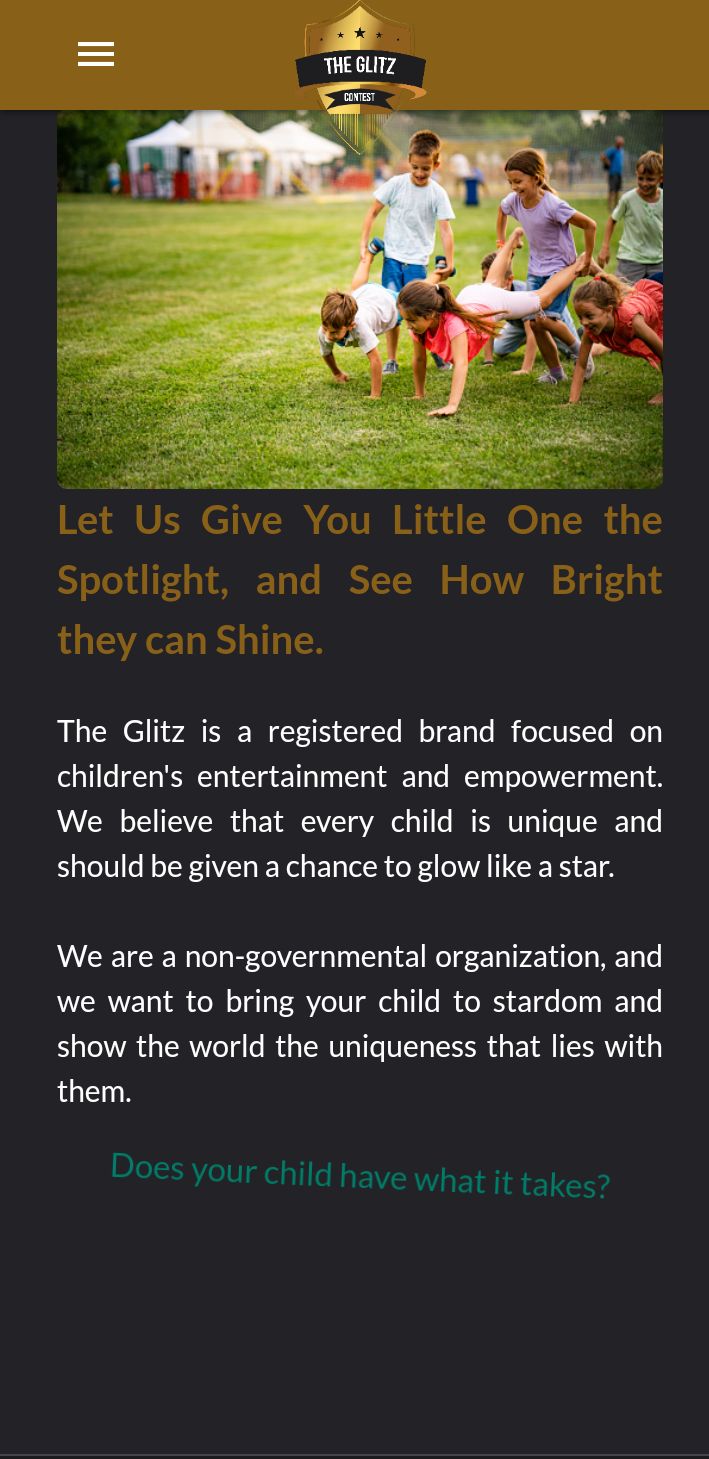 THE GLITZ
CONTEST
Let Us Give You Little One the
Spotlight, and See How Bright
they can Shine.
The Glitz is a registered brand focused on
children's entertainment and empowerment.
We believe that every child is unique and
should be given a chance to glow like a star.
We are a non-governmental organization, and
we want to bring your child to stardom and
show the world the uniqueness that lies with
them.
Does your child have what it takes?